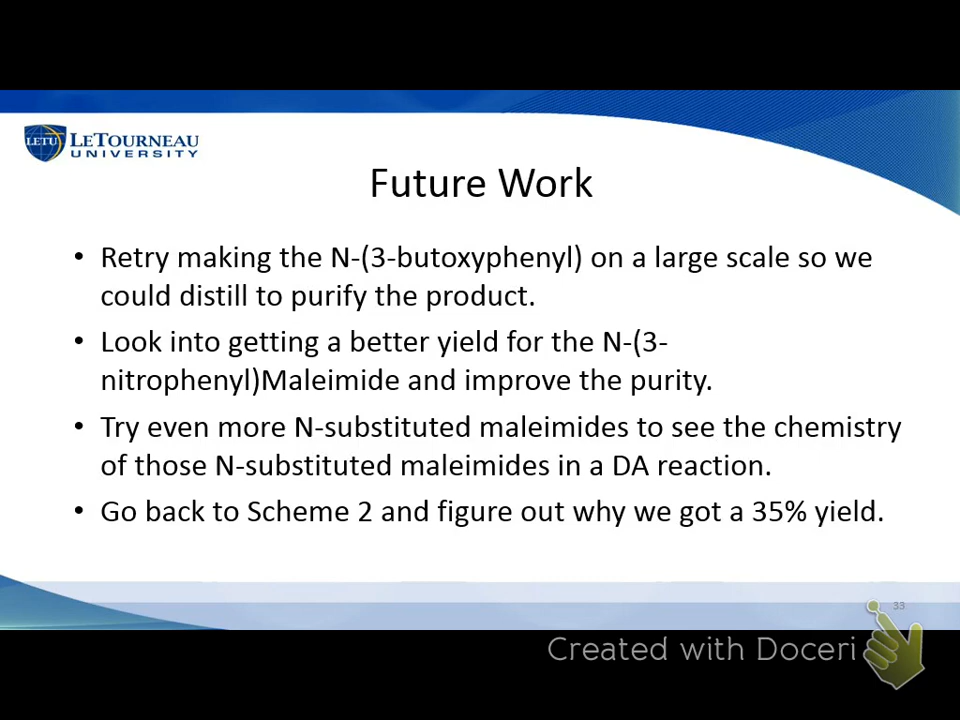 LETU LETOURNEAU
UNIVERSITY
Future Work
• Retry making the N-(3-butoxyphenyl) on a large scale so we
could distill to purify the product.
• Look into getting a better yield for the N-(3-
nitrophenyl)Maleimide and improve the purity.
• Try even more N-substituted maleimides to see the chemistry
of those N-substituted maleimides in a DA reaction.
• Go back to Scheme 2 and figure out why we got a 35% yield.
33
Created with Doceri